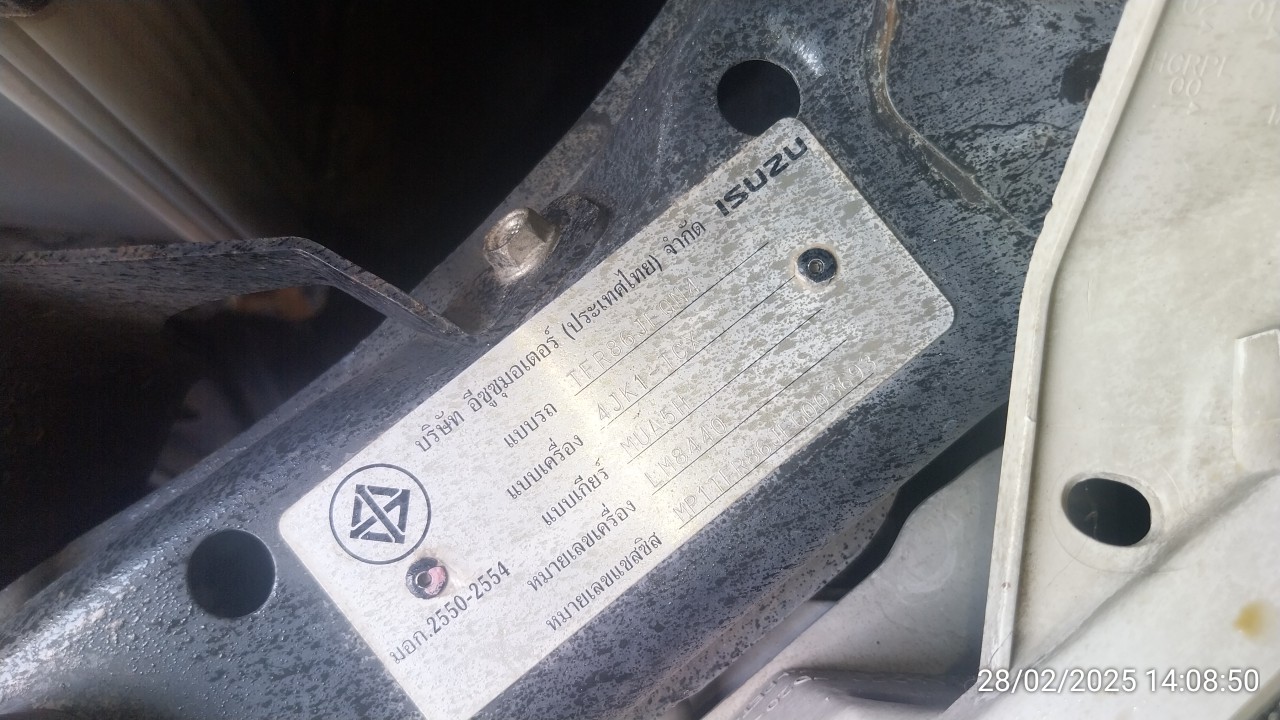 ISUZU
บริษัท อีซูซุมอเตอร์ (ประเทศไทย) จำกัด
แบบรถ TFR86J
แบบเครื่อง 4JK1-TCX
แบบเกียร์ MUA5H
หมายเลขเครื่อง
หมายเลขแชสซิส
มอก.2550-2554
28/02/2025 14:08:50